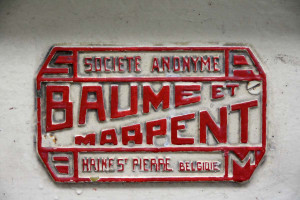 SOCIETE ANONYME
BAUME ET
MARPENT
HAINE ST PIERRE BELGIQUE